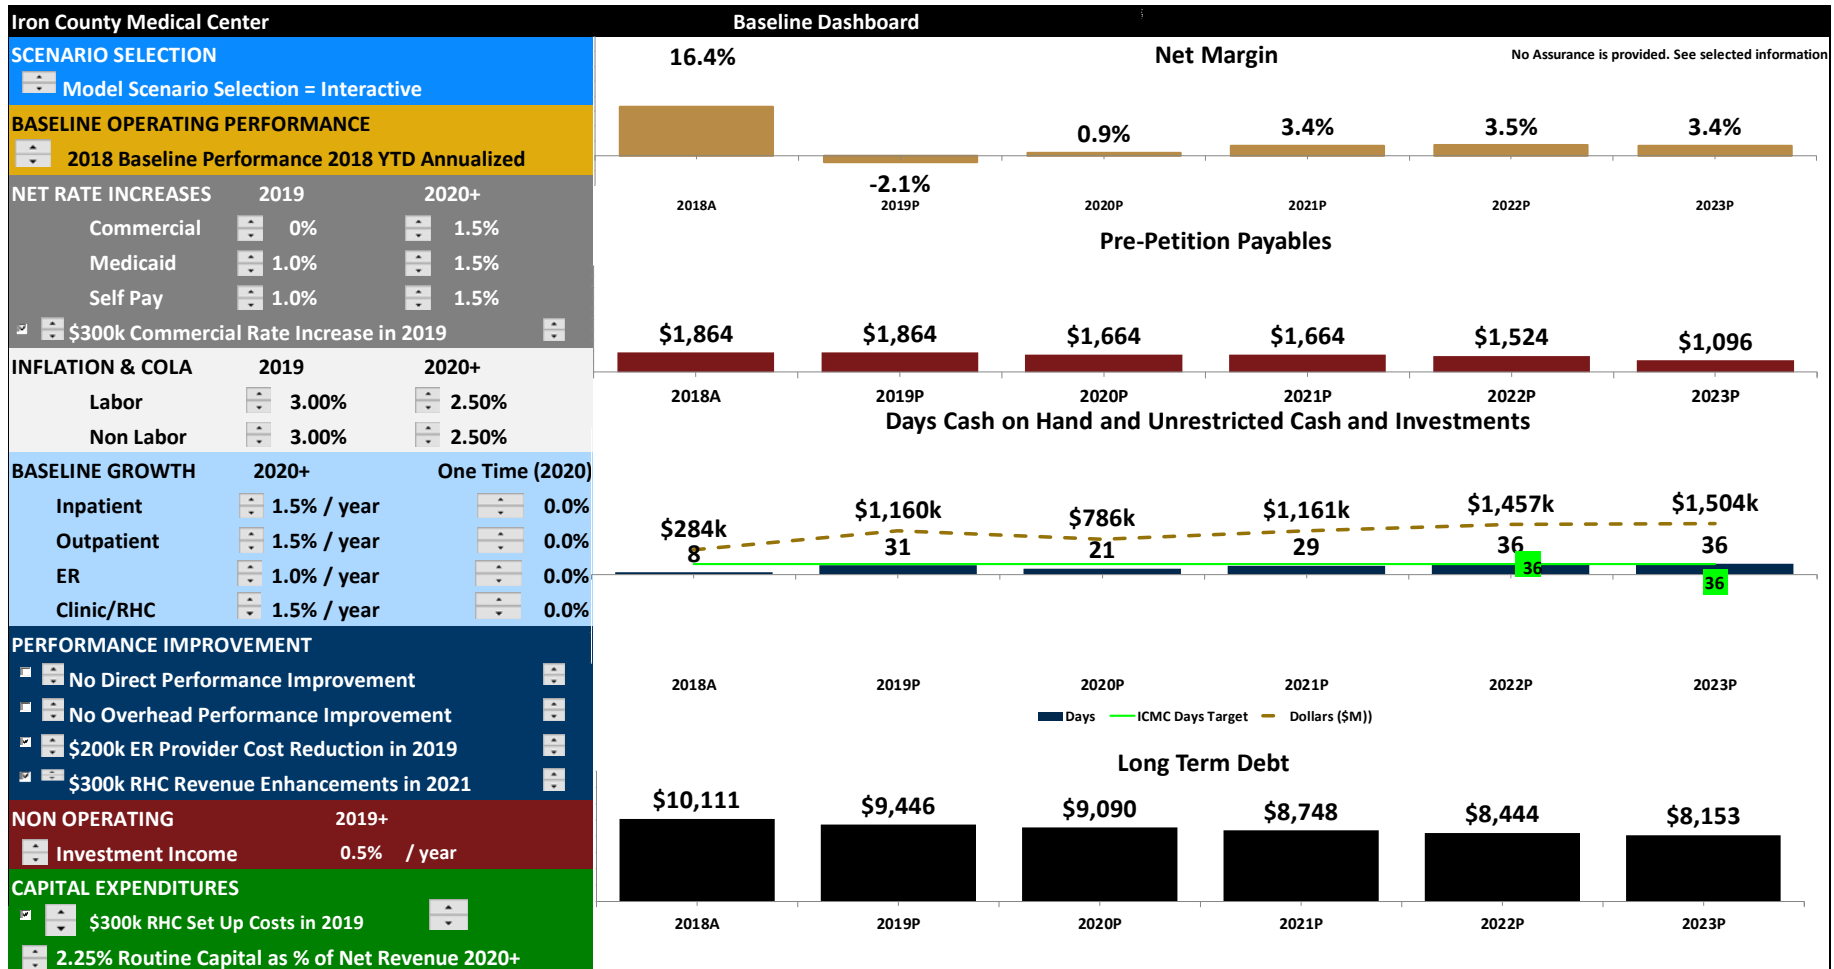 Iron County Medical Center
Baseline Dashboard
SCENARIO SELECTION
Model Scenario Selection = Interactive
BASELINE OPERATING PERFORMANCE
2018 Baseline Performance 2018 YTD Annualized
NET RATE INCREASES 2019 2020+
Commercial 0% 1.5%
Medicaid 1.0% 1.5%
Self Pay 1.0% 1.5%
$300k Commercial Rate Increase in 2019
INFLATION & COLA 2019 2020+
Labor 3.00% 2.50%
Non Labor 3.00% 2.50%
BASELINE GROWTH 2020+ One Time (2020)
Inpatient 1.5% / year 0.0%
Outpatient 1.5% / year 0.0%
ER 1.0% / year 0.0%
Clinic/RHC 1.5% / year 0.0%
PERFORMANCE IMPROVEMENT
No Direct Performance Improvement
No Overhead Performance Improvement
$200k ER Provider Cost Reduction in 2019
$300k RHC Revenue Enhancements in 2021
NON OPERATING 2019+
Investment Income 0.5% / year
CAPITAL EXPENDITURES
$300k RHC Set Up Costs in 2019
2.25% Routine Capital as % of Net Revenue 2020+
Net Margin
No Assurance is provided. See selected information
16.4% -2.1% 0.9% 3.4% 3.5% 3.4%
2018A 2019P 2020P 2021P 2022P 2023P
Pre-Petition Payables
$1,864 $1,864 $1,664 $1,664 $1,524 $1,096
2018A 2019P 2020P 2021P 2022P 2023P
Days Cash on Hand and Unrestricted Cash and Investments
$284k $1,160k $786k $1,161k $1,457k $1,504k
8 31 21 29 36 36
36 36
2018A 2019P 2020P 2021P 2022P 2023P
Days ICMC Days Target Dollars ($M))
Long Term Debt
$10,111 $9,446 $9,090 $8,748 $8,444 $8,153
2018A 2019P 2020P 2021P 2022P 2023P